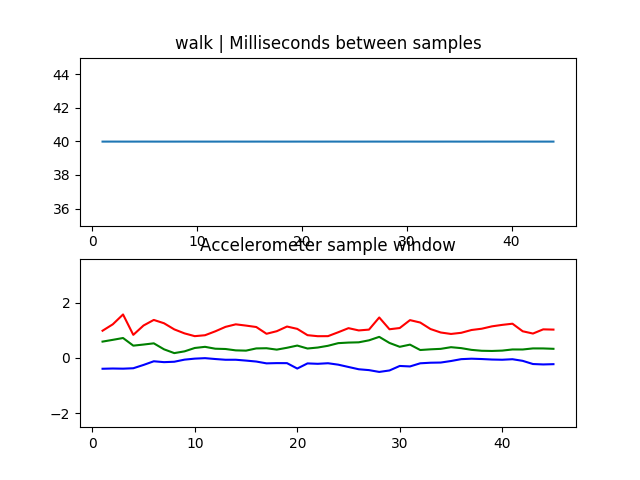 walk | Milliseconds between samples
44
42
40
38
36
0 10 20 30 40
Accelerometer sample window
2
0
−2
0 10 20 30 40